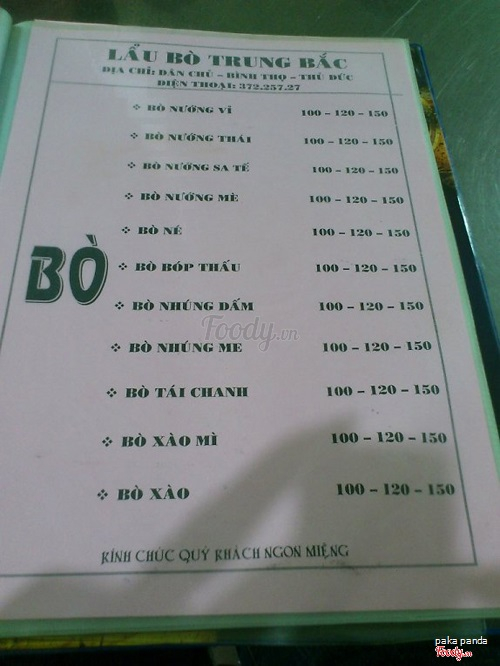 LẨU BÒ TRUNG BẮC
ĐỊA CHỈ: DÂN CHỦ – BÌNH THỌ – THỦ ĐỨC
ĐIỆN THOẠI: 372.257.27
❖ BÒ NƯỚNG VỈ 100 – 120 – 150
❖ BÒ NƯỚNG THÁI 100 – 120 – 150
❖ BÒ NƯỚNG SA TẾ 100 – 120 – 150
❖ BÒ NƯỚNG MÈ 100 – 120 – 150
❖ BÒ NÉ 100 – 120 – 150
BÒ
❖ BÒ BÓP THẤU 100 – 120 – 150
❖ BÒ NHÚNG DẤM 100 – 120 – 150
Foody.vn
❖ BÒ NHÚNG ME 100 – 120 – 150
❖ BÒ TÁI CHANH 100 – 120 – 150
❖ BÒ XÀO MÌ 100 – 120 – 150
❖ BÒ XÀO 100 – 120 – 150
KÍNH CHÚC QUÝ KHÁCH NGON MIỆNG
paka panda
Foody.vn